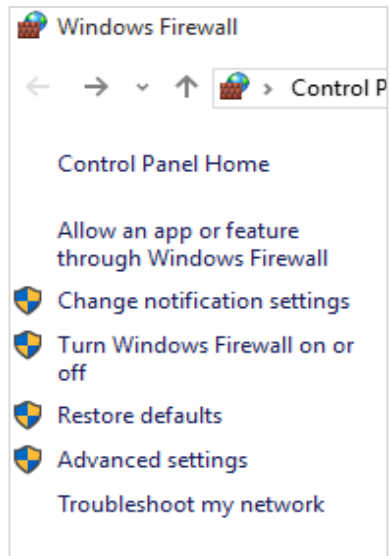 Windows Firewall
Control P
Control Panel Home
Allow an app or feature
through Windows Firewall
Change notification settings
Turn Windows Firewall on or
off
Restore defaults
Advanced settings
Troubleshoot my network